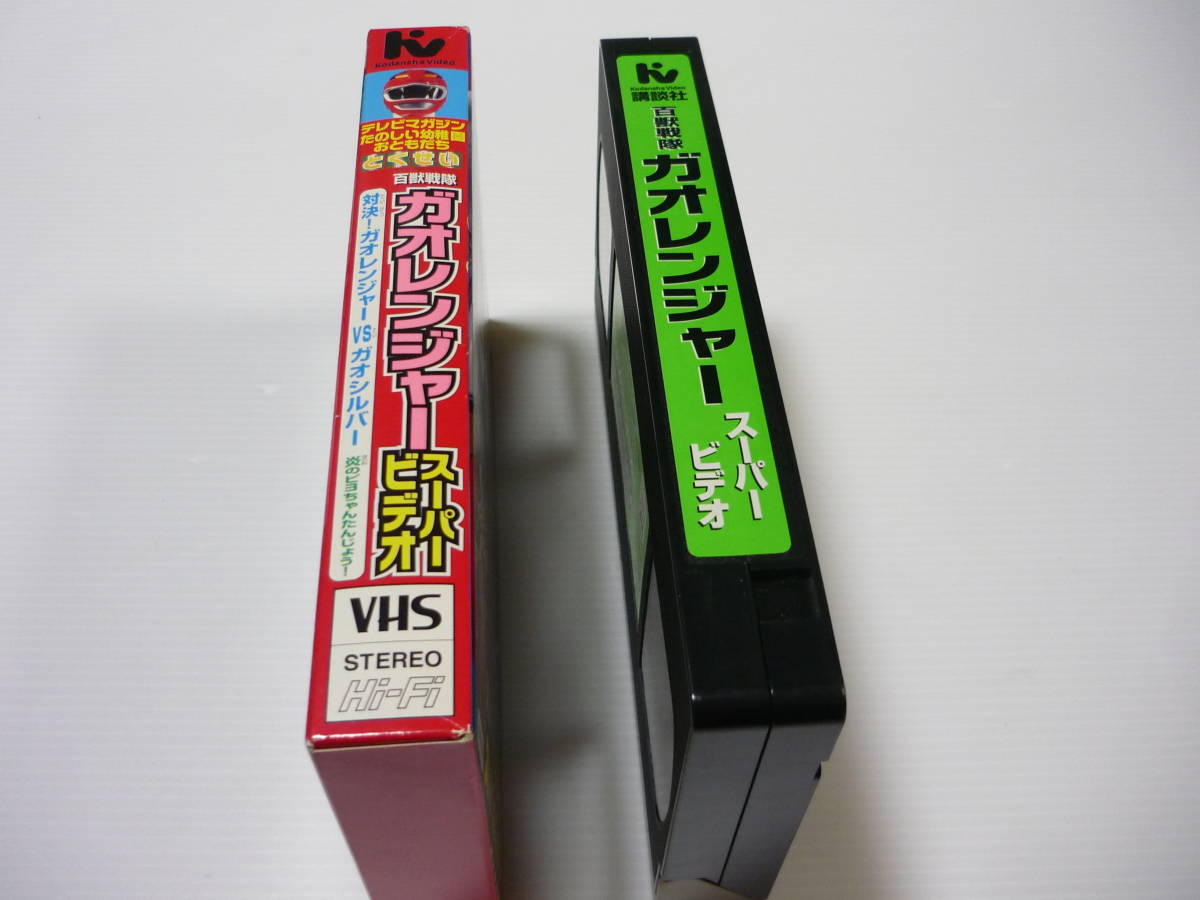 Kodansha Video
テレビマガジン
たのしい幼稚園
おともだち
とくせい
百獣戦隊
ガオレンジャー
スーパー
ビデオ
対決!ガオレンジャーVSガオシルバー
炎のピヨちゃんたんじょう!
VHS
STEREO
Hi-Fi
Kodansha Video
講談社
百獣戦隊
ガオレンジャー
スーパー
ビデオ